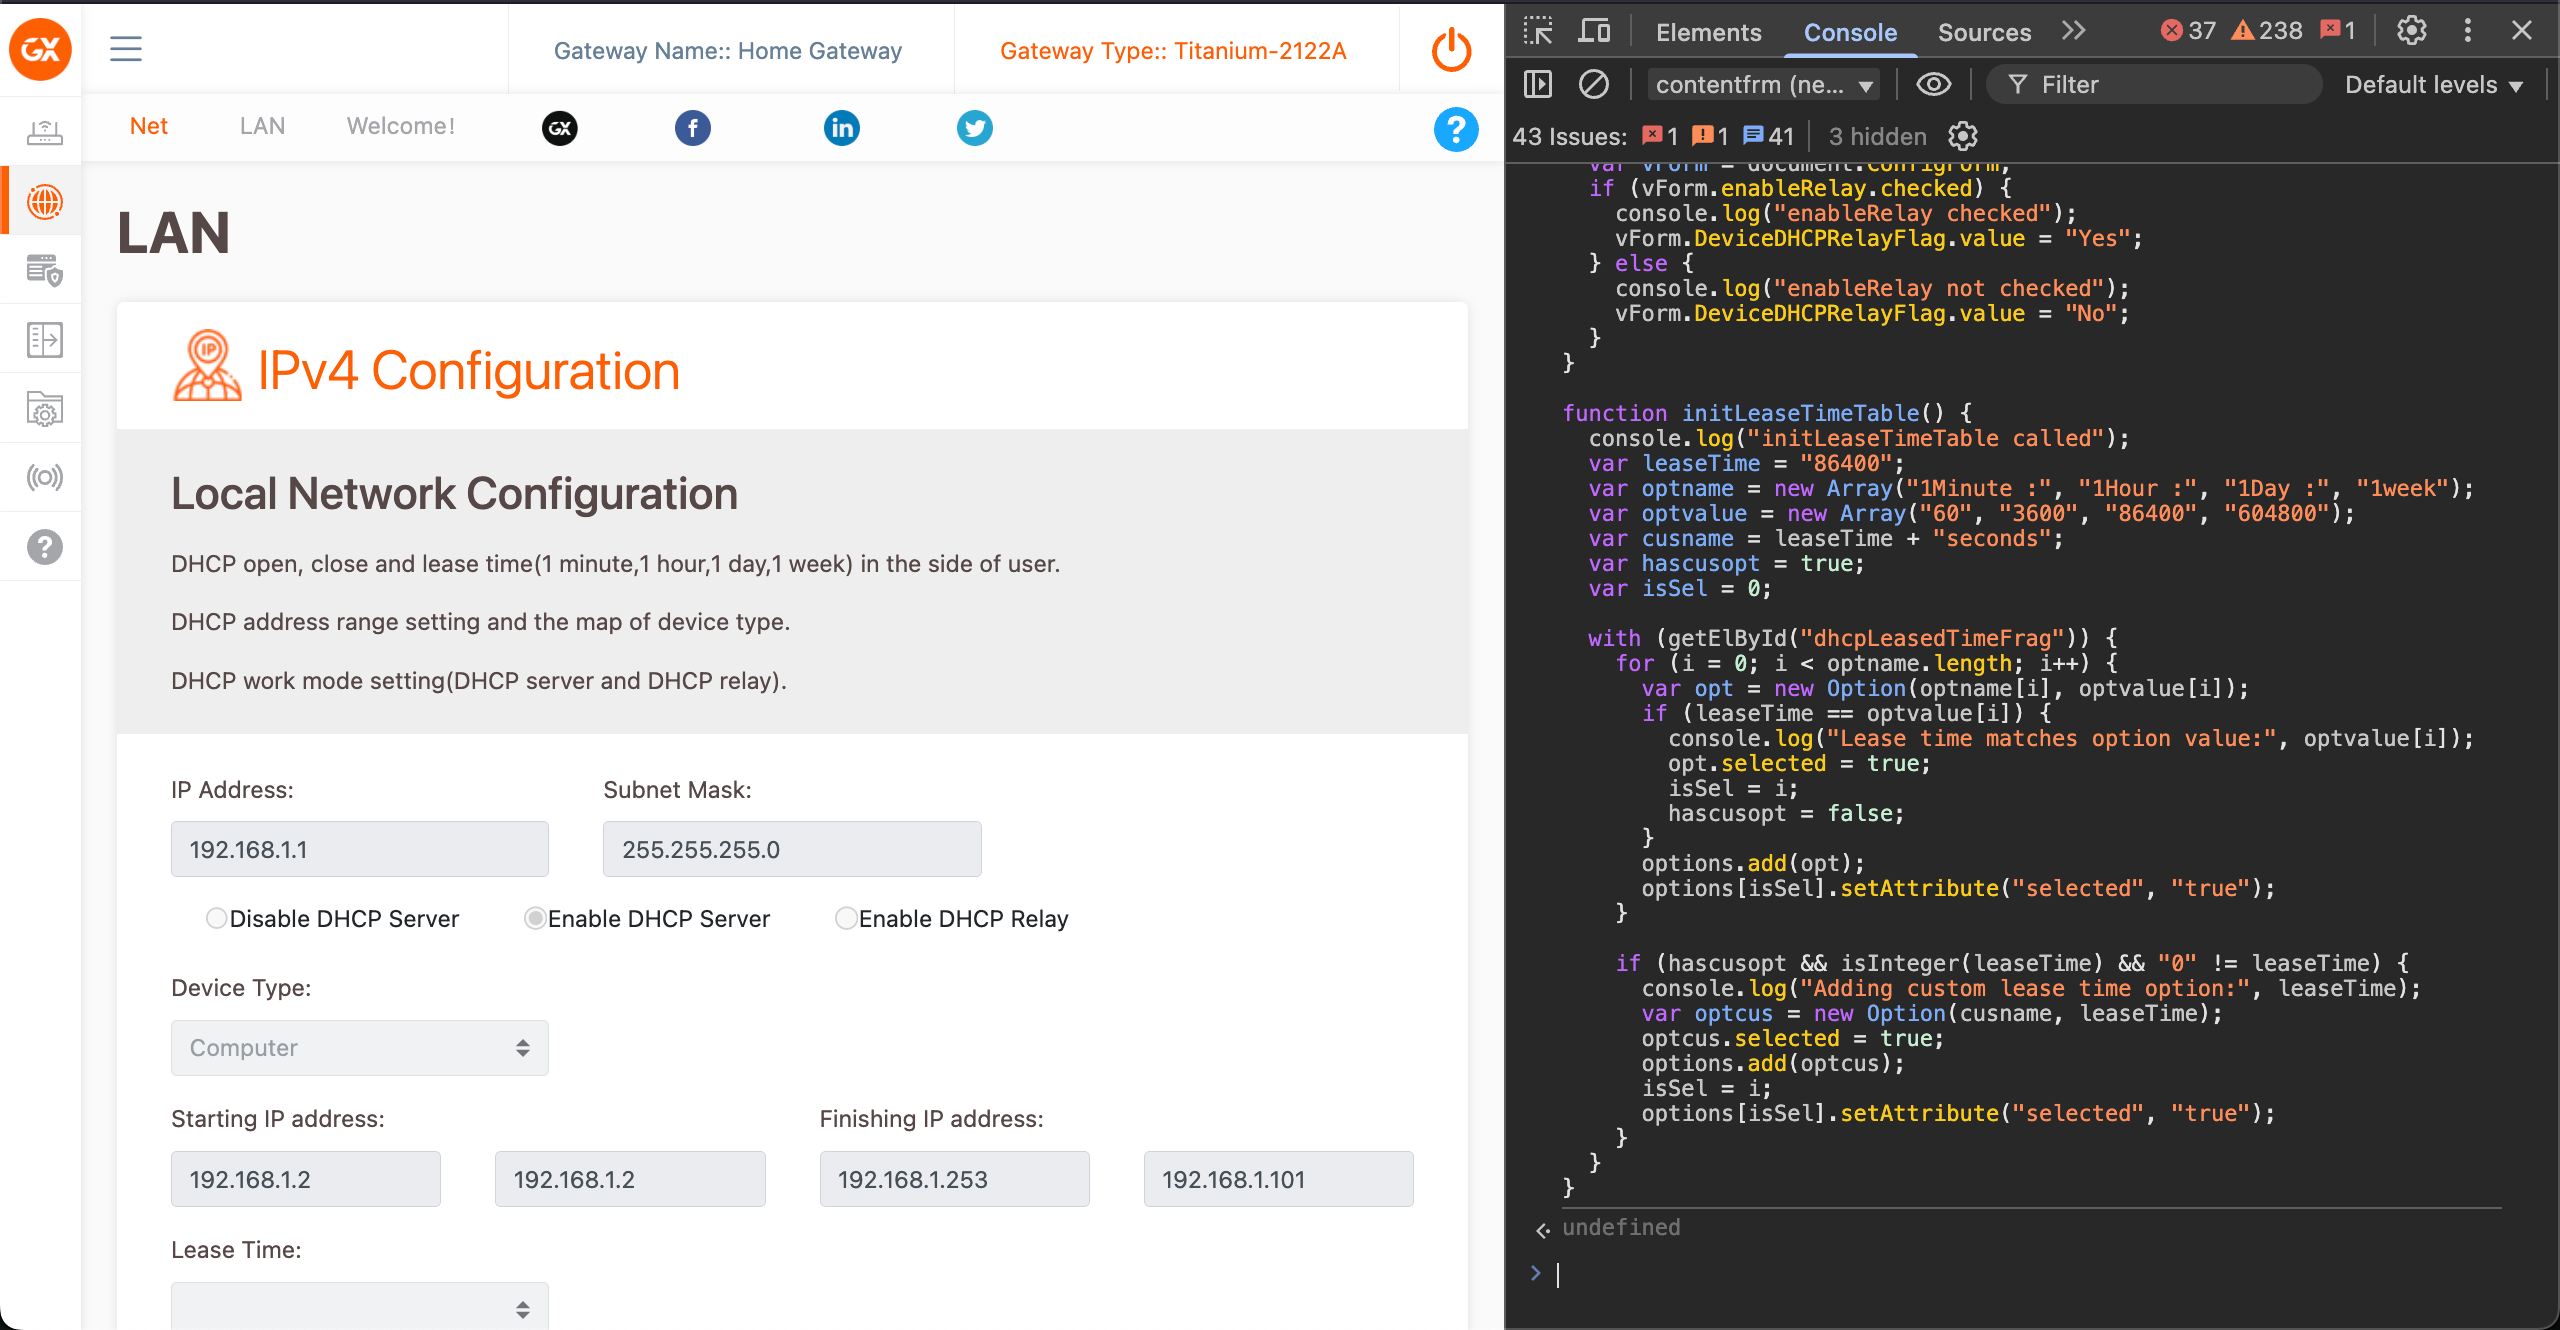 GX
Gateway Name:: Home Gateway
Gateway Type:: Titanium-2122A
Net
LAN
Welcome!
GX
f
in
?
LAN
IP
IPv4 Configuration
Local Network Configuration
DHCP open, close and lease time(1 minute,1 hour,1 day,1 week) in the side of user.
DHCP address range setting and the map of device type.
DHCP work mode setting(DHCP server and DHCP relay).
IP Address:
Subnet Mask:
192.168.1.1
255.255.255.0
Disable DHCP Server
Enable DHCP Server
Enable DHCP Relay
Device Type:
Computer
Starting IP address:
Finishing IP address:
192.168.1.2
192.168.1.2
192.168.1.253
192.168.1.101
Lease Time:
?
Elements
Console
Sources
37
238
1
contentfrm (ne...
Filter
Default levels
43 Issues:
1
1
41
3 hidden
var vForm = document.ConfigForm;
if (vForm.enableRelay.checked) {
console.log("enableRelay checked");
vForm.DeviceDHCPRelayFlag.value = "Yes";
} else {
console.log("enableRelay not checked");
vForm.DeviceDHCPRelayFlag.value = "No";
}
}
function initLeaseTimeTable() {
console.log("initLeaseTimeTable called");
var leaseTime = "86400";
var optname = new Array("1Minute :", "1Hour :", "1Day :", "1week");
var optvalue = new Array("60", "3600", "86400", "604800");
var cusname = leaseTime + "seconds";
var hascusopt = true;
var isSel = 0;
with (getElById("dhcpLeasedTimeFrag")) {
for (i = 0; i < optname.length; i++) {
var opt = new Option(optname[i], optvalue[i]);
if (leaseTime == optvalue[i]) {
console.log("Lease time matches option value:", optvalue[i]);
opt.selected = true;
isSel = i;
hascusopt = false;
}
options.add(opt);
options[isSel].setAttribute("selected", "true");
}
if (hascusopt && isInteger(leaseTime) && "0" != leaseTime) {
console.log("Adding custom lease time option:", leaseTime);
var optcus = new Option(cusname, leaseTime);
optcus.selected = true;
options.add(optcus);
isSel = i;
options[isSel].setAttribute("selected", "true");
}
}
}
undefined